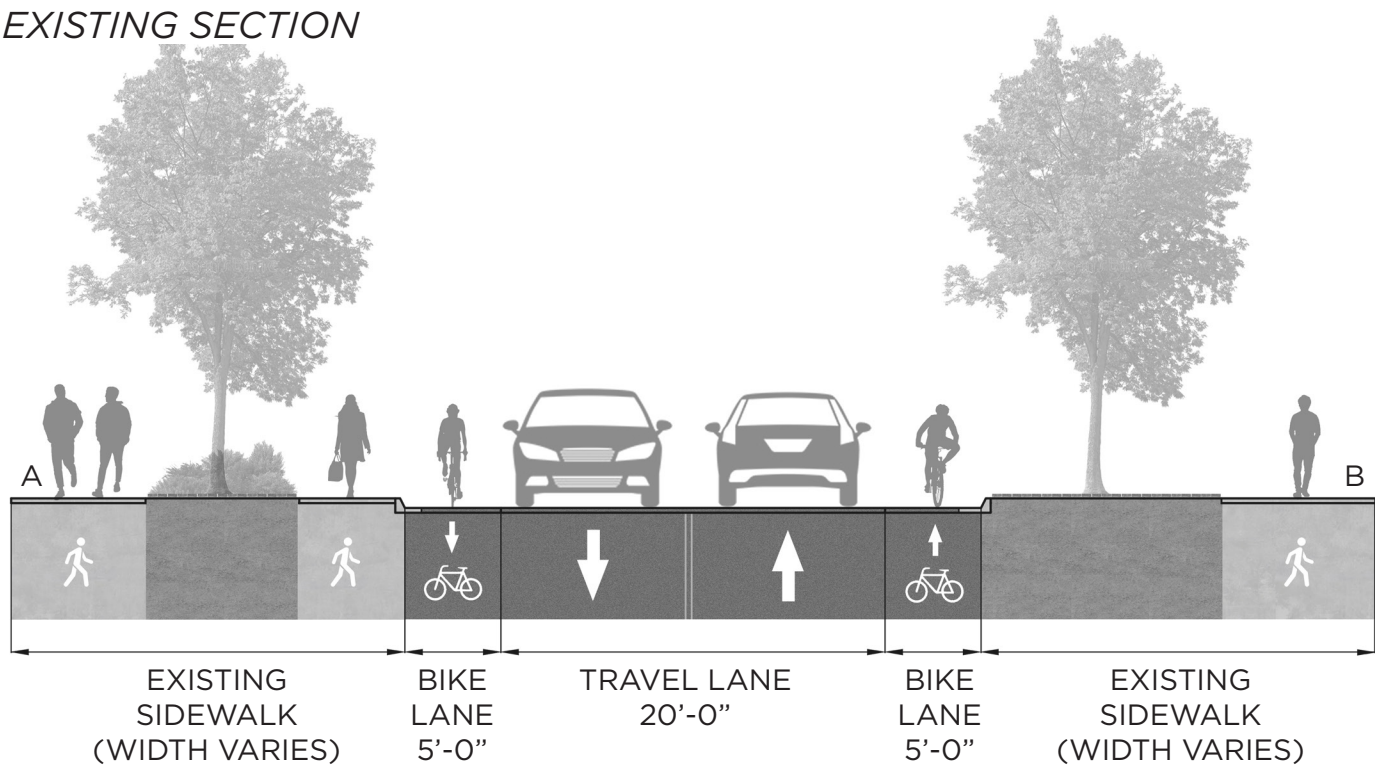 EXISTING SECTION
A
B
EXISTING
SIDEWALK
(WIDTH VARIES)
BIKE
LANE
5'-0”
TRAVEL LANE
20'-0”
BIKE
LANE
5'-0”
EXISTING
SIDEWALK
(WIDTH VARIES)